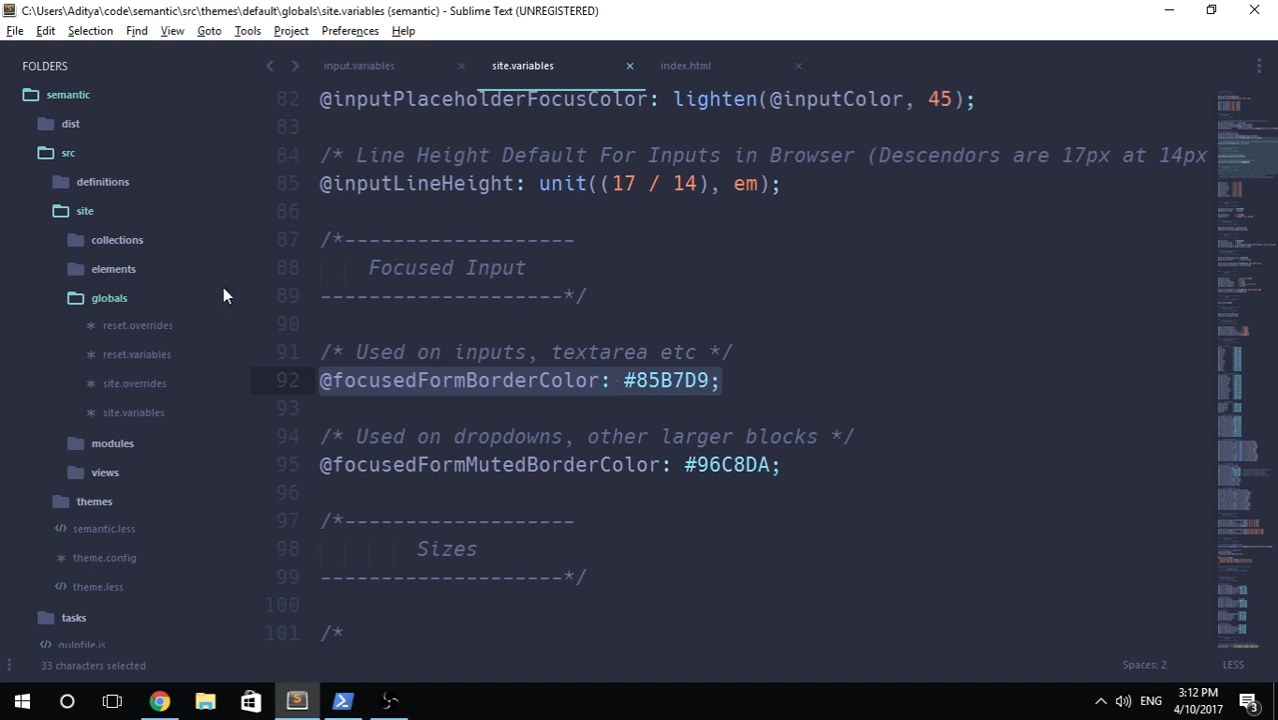 C:\Users\Aditya\code\semantic\src\themes\default\globals\site.variables (semantic) - Sublime Text (UNREGISTERED)
File Edit Selection Find View Goto Tools Project Preferences Help
FOLDERS
semantic
dist
src
definitions
site
collections
elements
globals
reset.overrides
reset.variables
site.overrides
site.variables
modules
views
themes
semantic.less
theme.config
theme.less
tasks
gulpfile.js
input.variables site.variables index.html
82 @inputPlaceholderFocusColor: lighten(@inputColor, 45);
83
84 /* Line Height Default For Inputs in Browser (Descendors are 17px at 14px
85 @inputLineHeight: unit((17 / 14), em);
86
87 /*-------------------
88 Focused Input
89 --------------------*/
90
91 /* Used on inputs, textarea etc */
92 @focusedFormBorderColor: #85B7D9;
93
94 /* Used on dropdowns, other larger blocks */
95 @focusedFormMutedBorderColor: #96C8DA;
96
97 /*-------------------
98 Sizes
99 --------------------*/
100
101 /*
33 characters selected
Spaces: 2 LESS
ENG
3:12 PM
4/10/2017
3